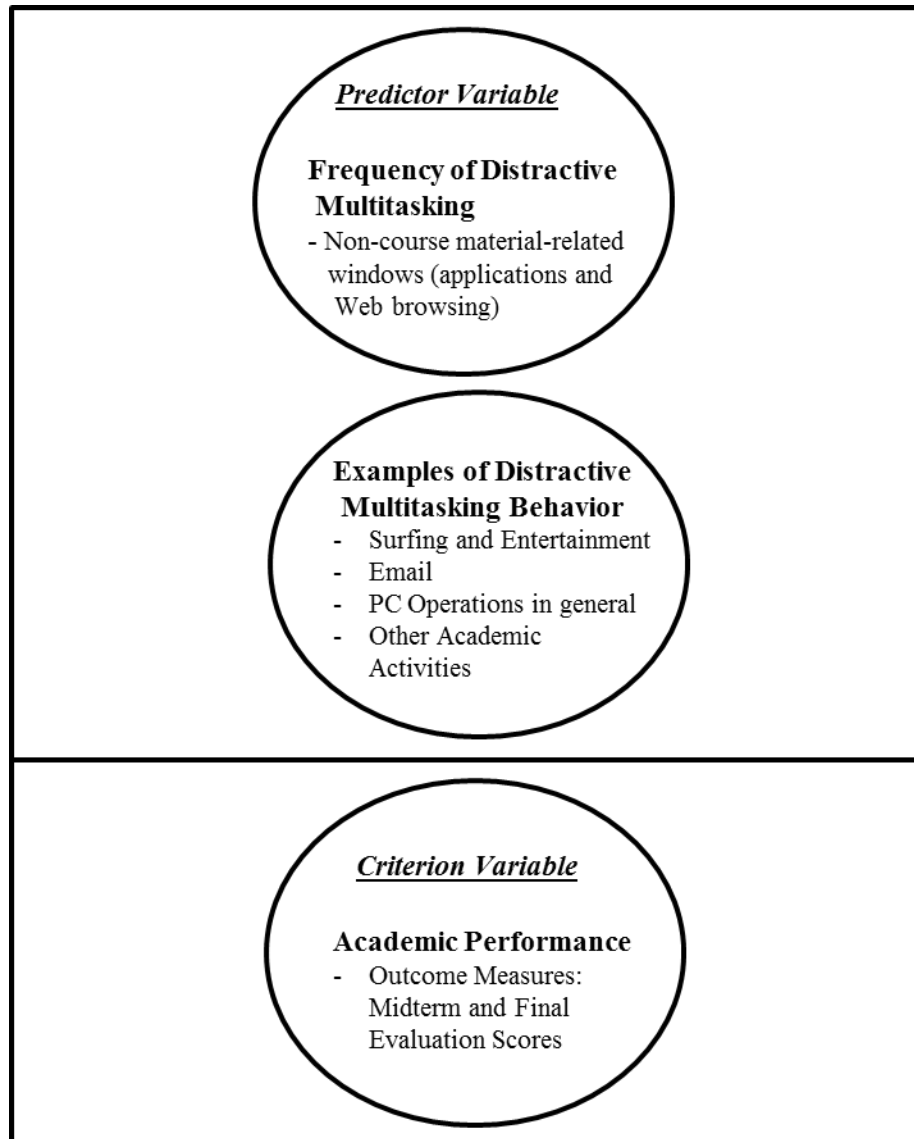 Predictor Variable
Frequency of Distractive
Multitasking
- Non-course material-related
windows (applications and
Web browsing)
Examples of Distractive
Multitasking Behavior
- Surfing and Entertainment
- Email
- PC Operations in general
- Other Academic
Activities
Criterion Variable
Academic Performance
- Outcome Measures:
Midterm and Final
Evaluation Scores